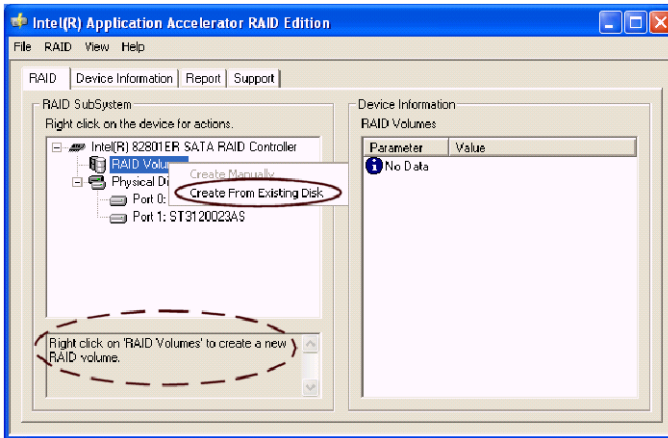 Intel(R) Application Accelerator RAID Edition
File RAID View Help
RAID Device Information Report Support
RAID SubSystem
Right click on the device for actions.
Intel(R) 82801ER SATA RAID Controller
RAID Volu
Create Manually
Physical Di
Create From Existing Disk
Port 0:
Port 1: ST3120023AS
Right click on 'RAID Volumes' to create a new
RAID volume.
Device Information
RAID Volumes
Parameter Value
No Data